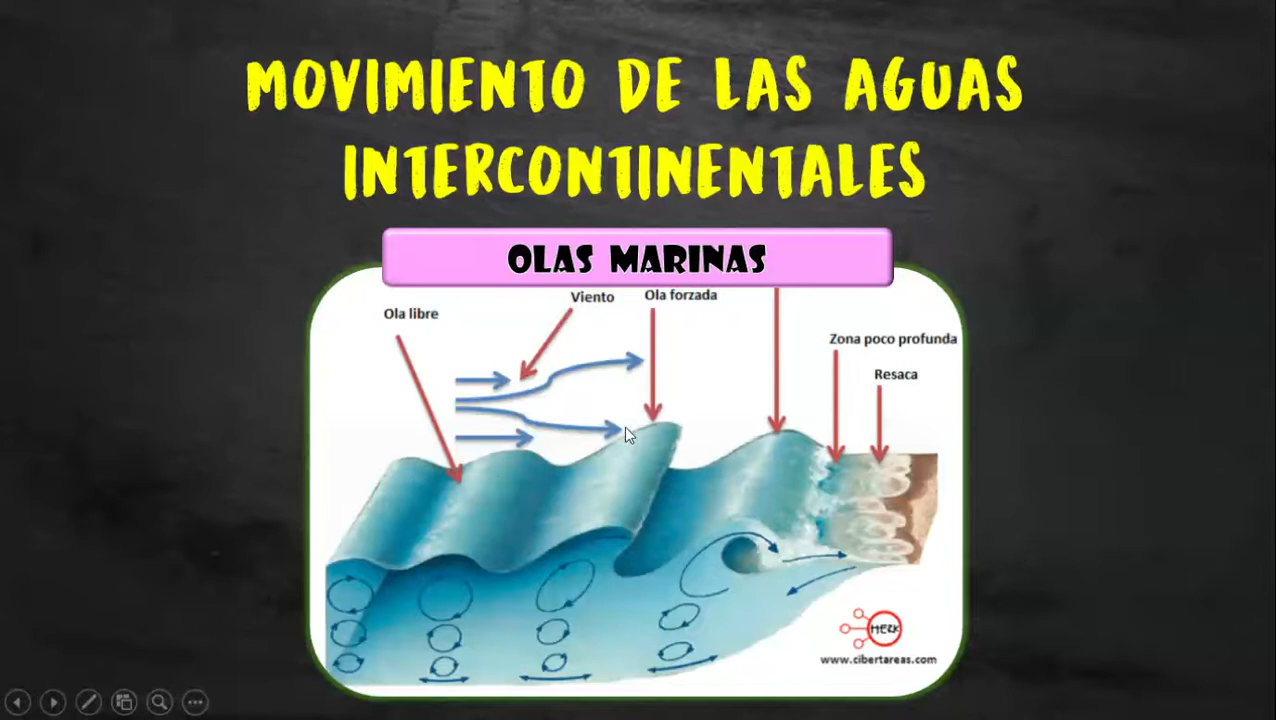 MOVIMIENTO DE LAS AGUAS
INTERCONTINENTALES
OLAS MARINAS
Viento
Ola forzada
Ola libre
Zona poco profunda
Resaca
MERK
www.cibertareas.com